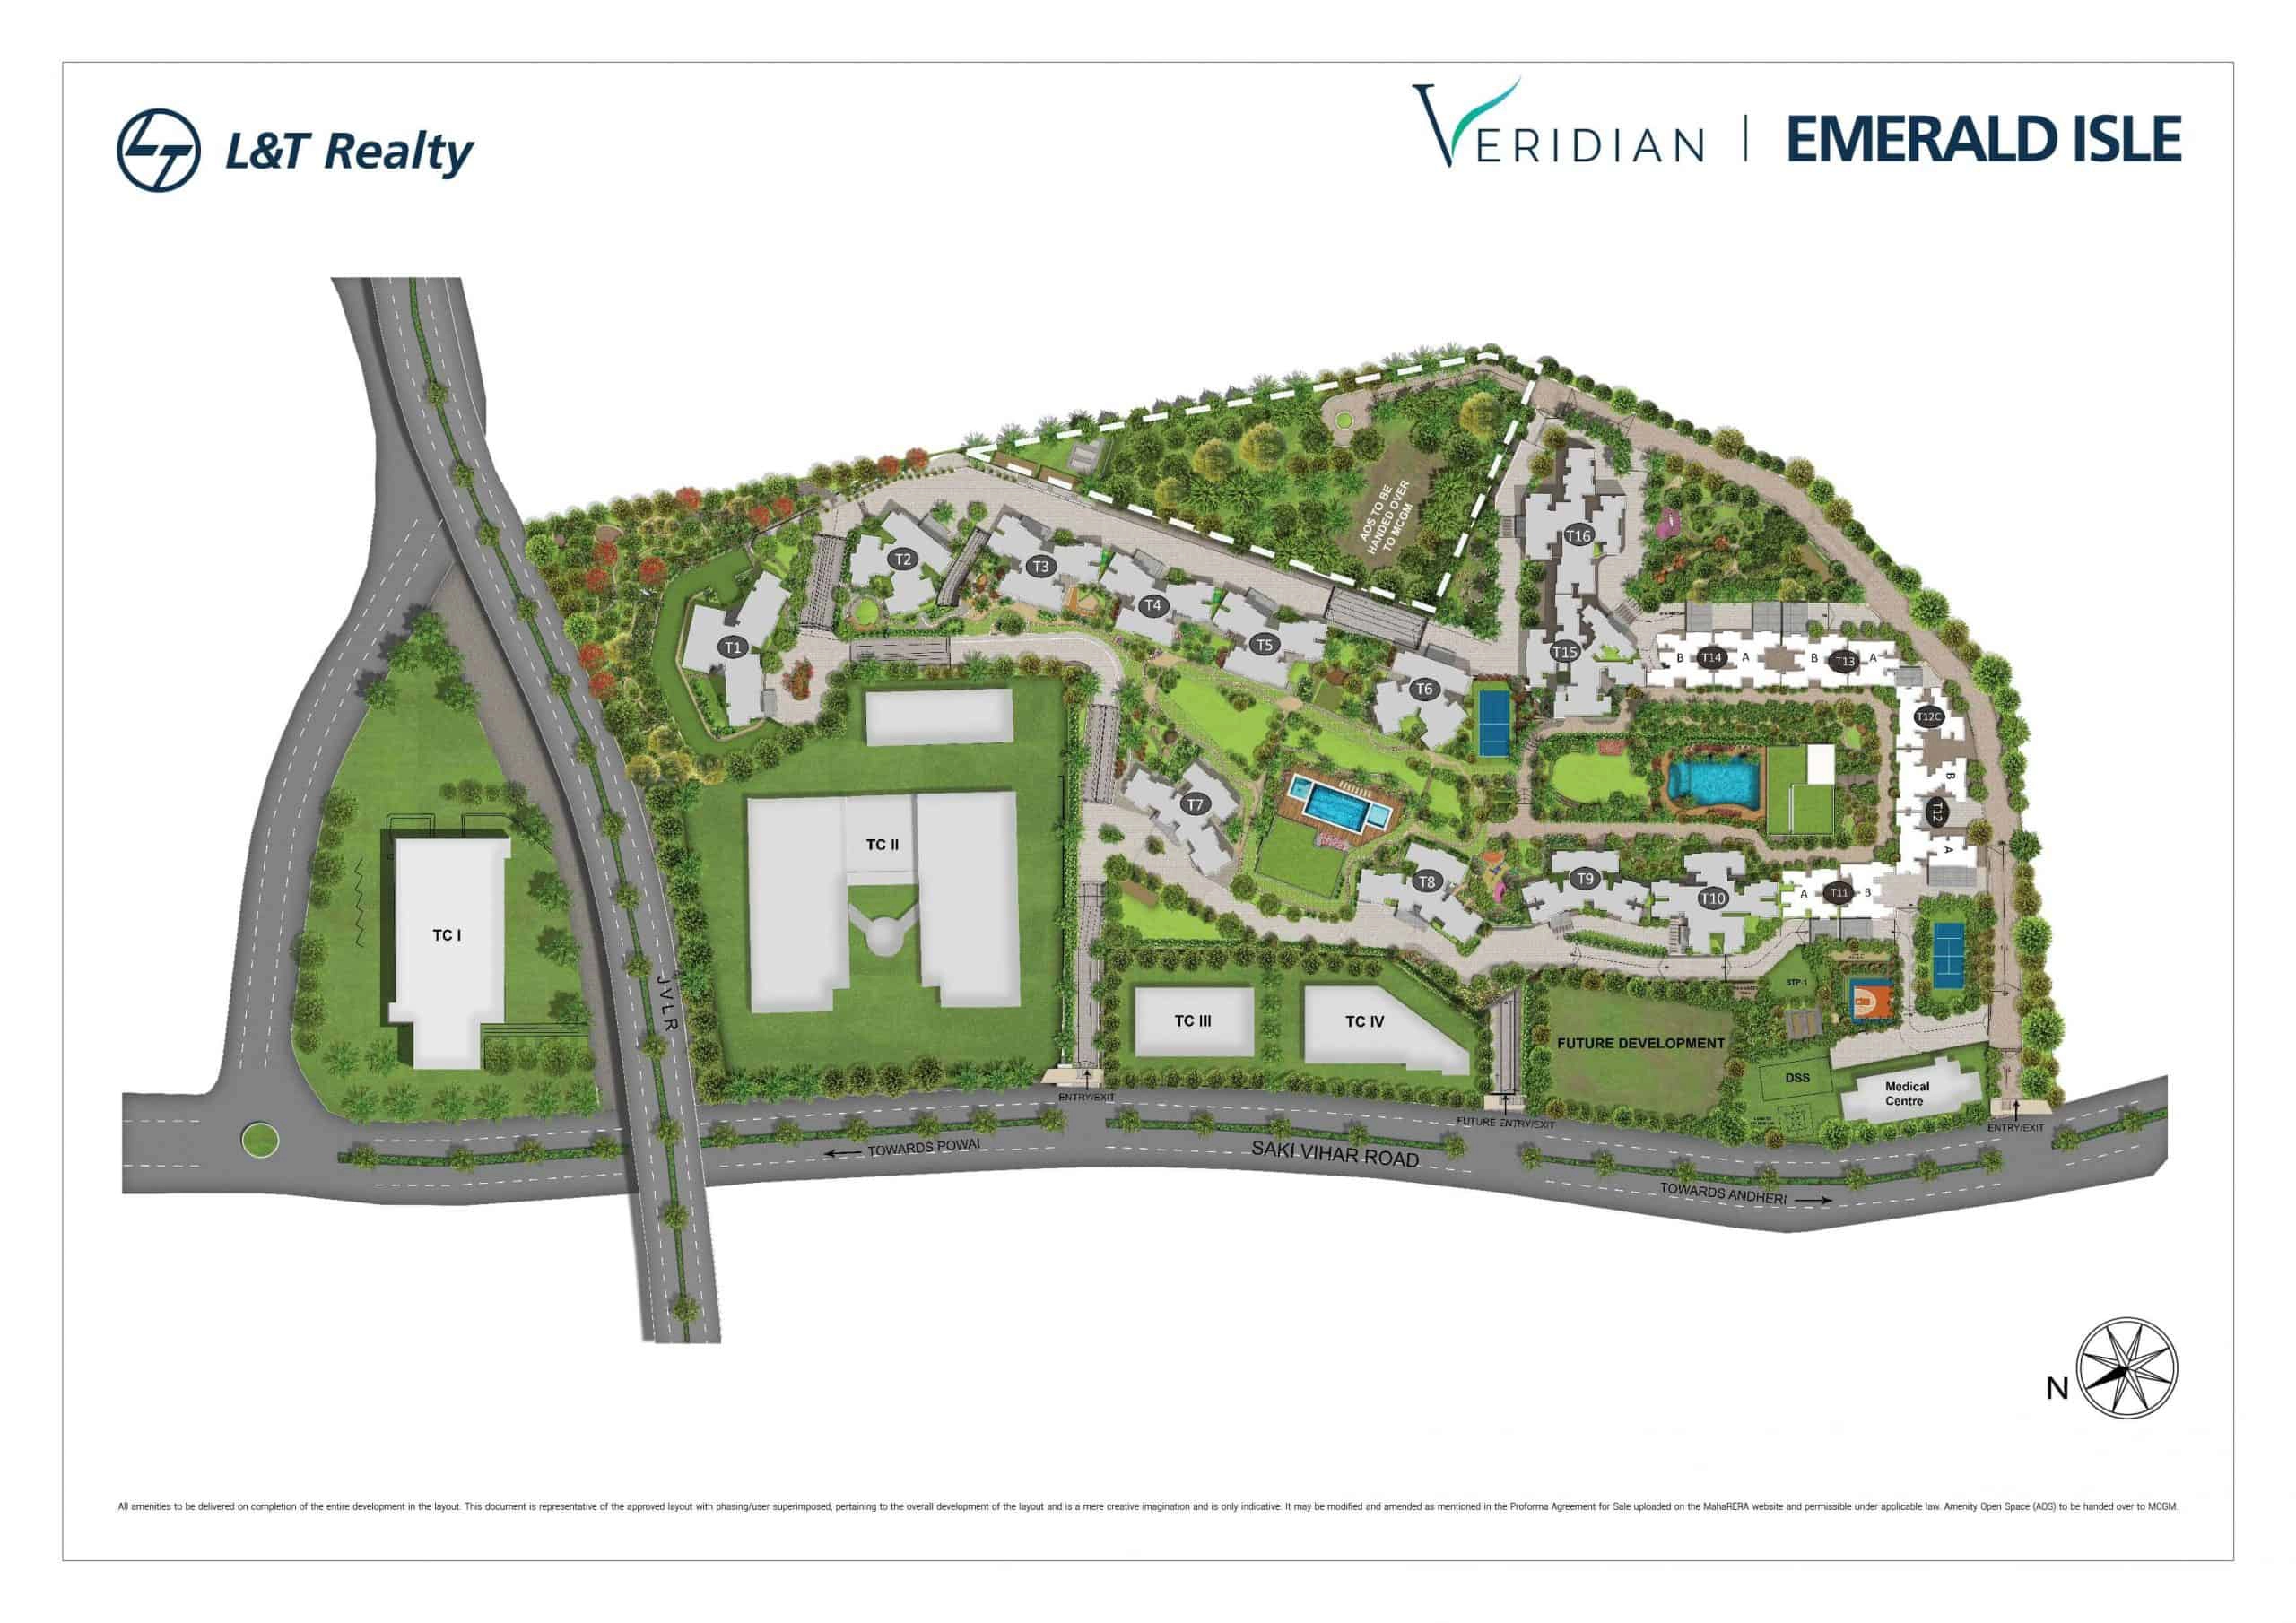 L&T Realty
VERIDIAN | EMERALD ISLE
ADS TO BE
HANDED OVER
TO MCGM
T16
T2
T3
T4
T5
T1
T6
T15
B T14 A
B T13 A
T12C
B
T12
A
T7
T8
T9
T10
A T11 B
TC II
TC I
JVLR
TC III
TC IV
STP-1
FUTURE DEVELOPMENT
DSS
Medical
Centre
ENTRY/EXIT
FUTURE ENTRY/EXIT
ENTRY/EXIT
TOWARDS POWAI
SAKI VIHAR ROAD
TOWARDS ANDHERI
N
All amenities to be delivered on completion of the entire development in the layout. This document is representative of the approved layout with phasing/user superimposed, pertaining to the overall development of the layout and is a mere creative imagination and is only indicative. It may be modified and amended as mentioned in the Proforma Agreement for Sale uploaded on the MahaRERA website and permissible under applicable law. Amenity Open Space (AOS) to be handed over to MCGM.